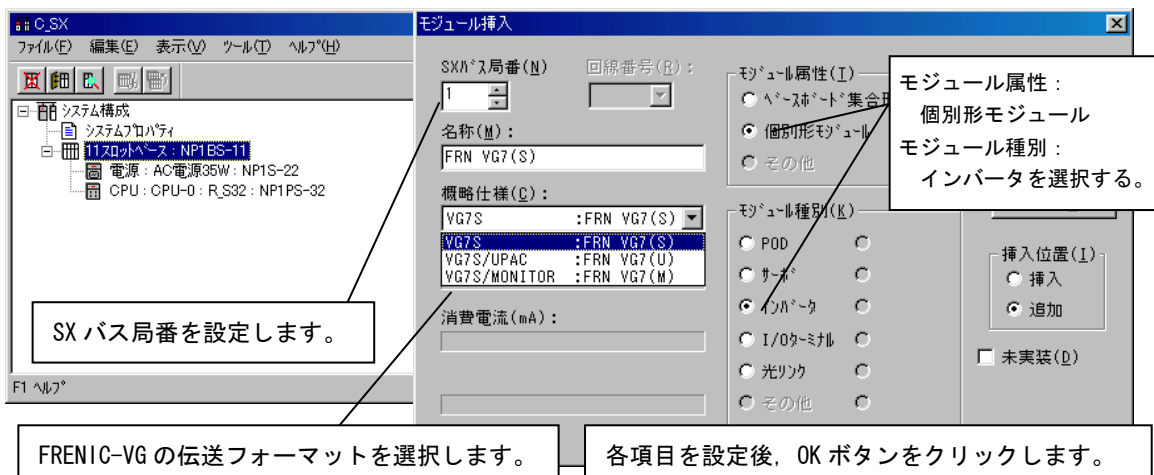 C_SX
ファイル(F) 編集(E) 表示(V) ツール(T) ヘルプ(H)
システム構成
システムプロパティ
11スロットベース：NP1BS-11
電源：AC電源35W：NP1S-22
CPU：CPU-0：R_S32：NP1PS-32
F1 ヘルプ
モジュール挿入
SXバス局番(N)
1
回線番号(R)：
名称(M)：
FRN VG7(S)
概略仕様(C)：
VG7S :FRN VG7(S)
VG7S :FRN VG7(S)
VG7S/UPAC :FRN VG7(U)
VG7S/MONITOR :FRN VG7(M)
消費電流(mA)：
モジュール属性(I)
ベースボード集合形
個別形モジュール
その他
モジュール種別(K)
POD
サーボ
インバータ
I/Oターミナル
光リンク
その他
挿入位置(I)
挿入
追加
未実装(D)
モジュール属性：
個別形モジュール
モジュール種別：
インバータを選択する。
SX バス局番を設定します。
FRENIC-VG の伝送フォーマットを選択します。
各項目を設定後，OK ボタンをクリックします。